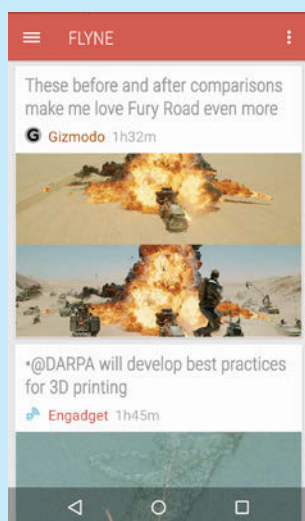 FLYNE
These before and after comparisons
make me love Fury Road even more
G Gizmodo 1h32m
•@DARPA will develop best practices
for 3D printing
Engadget 1h45m